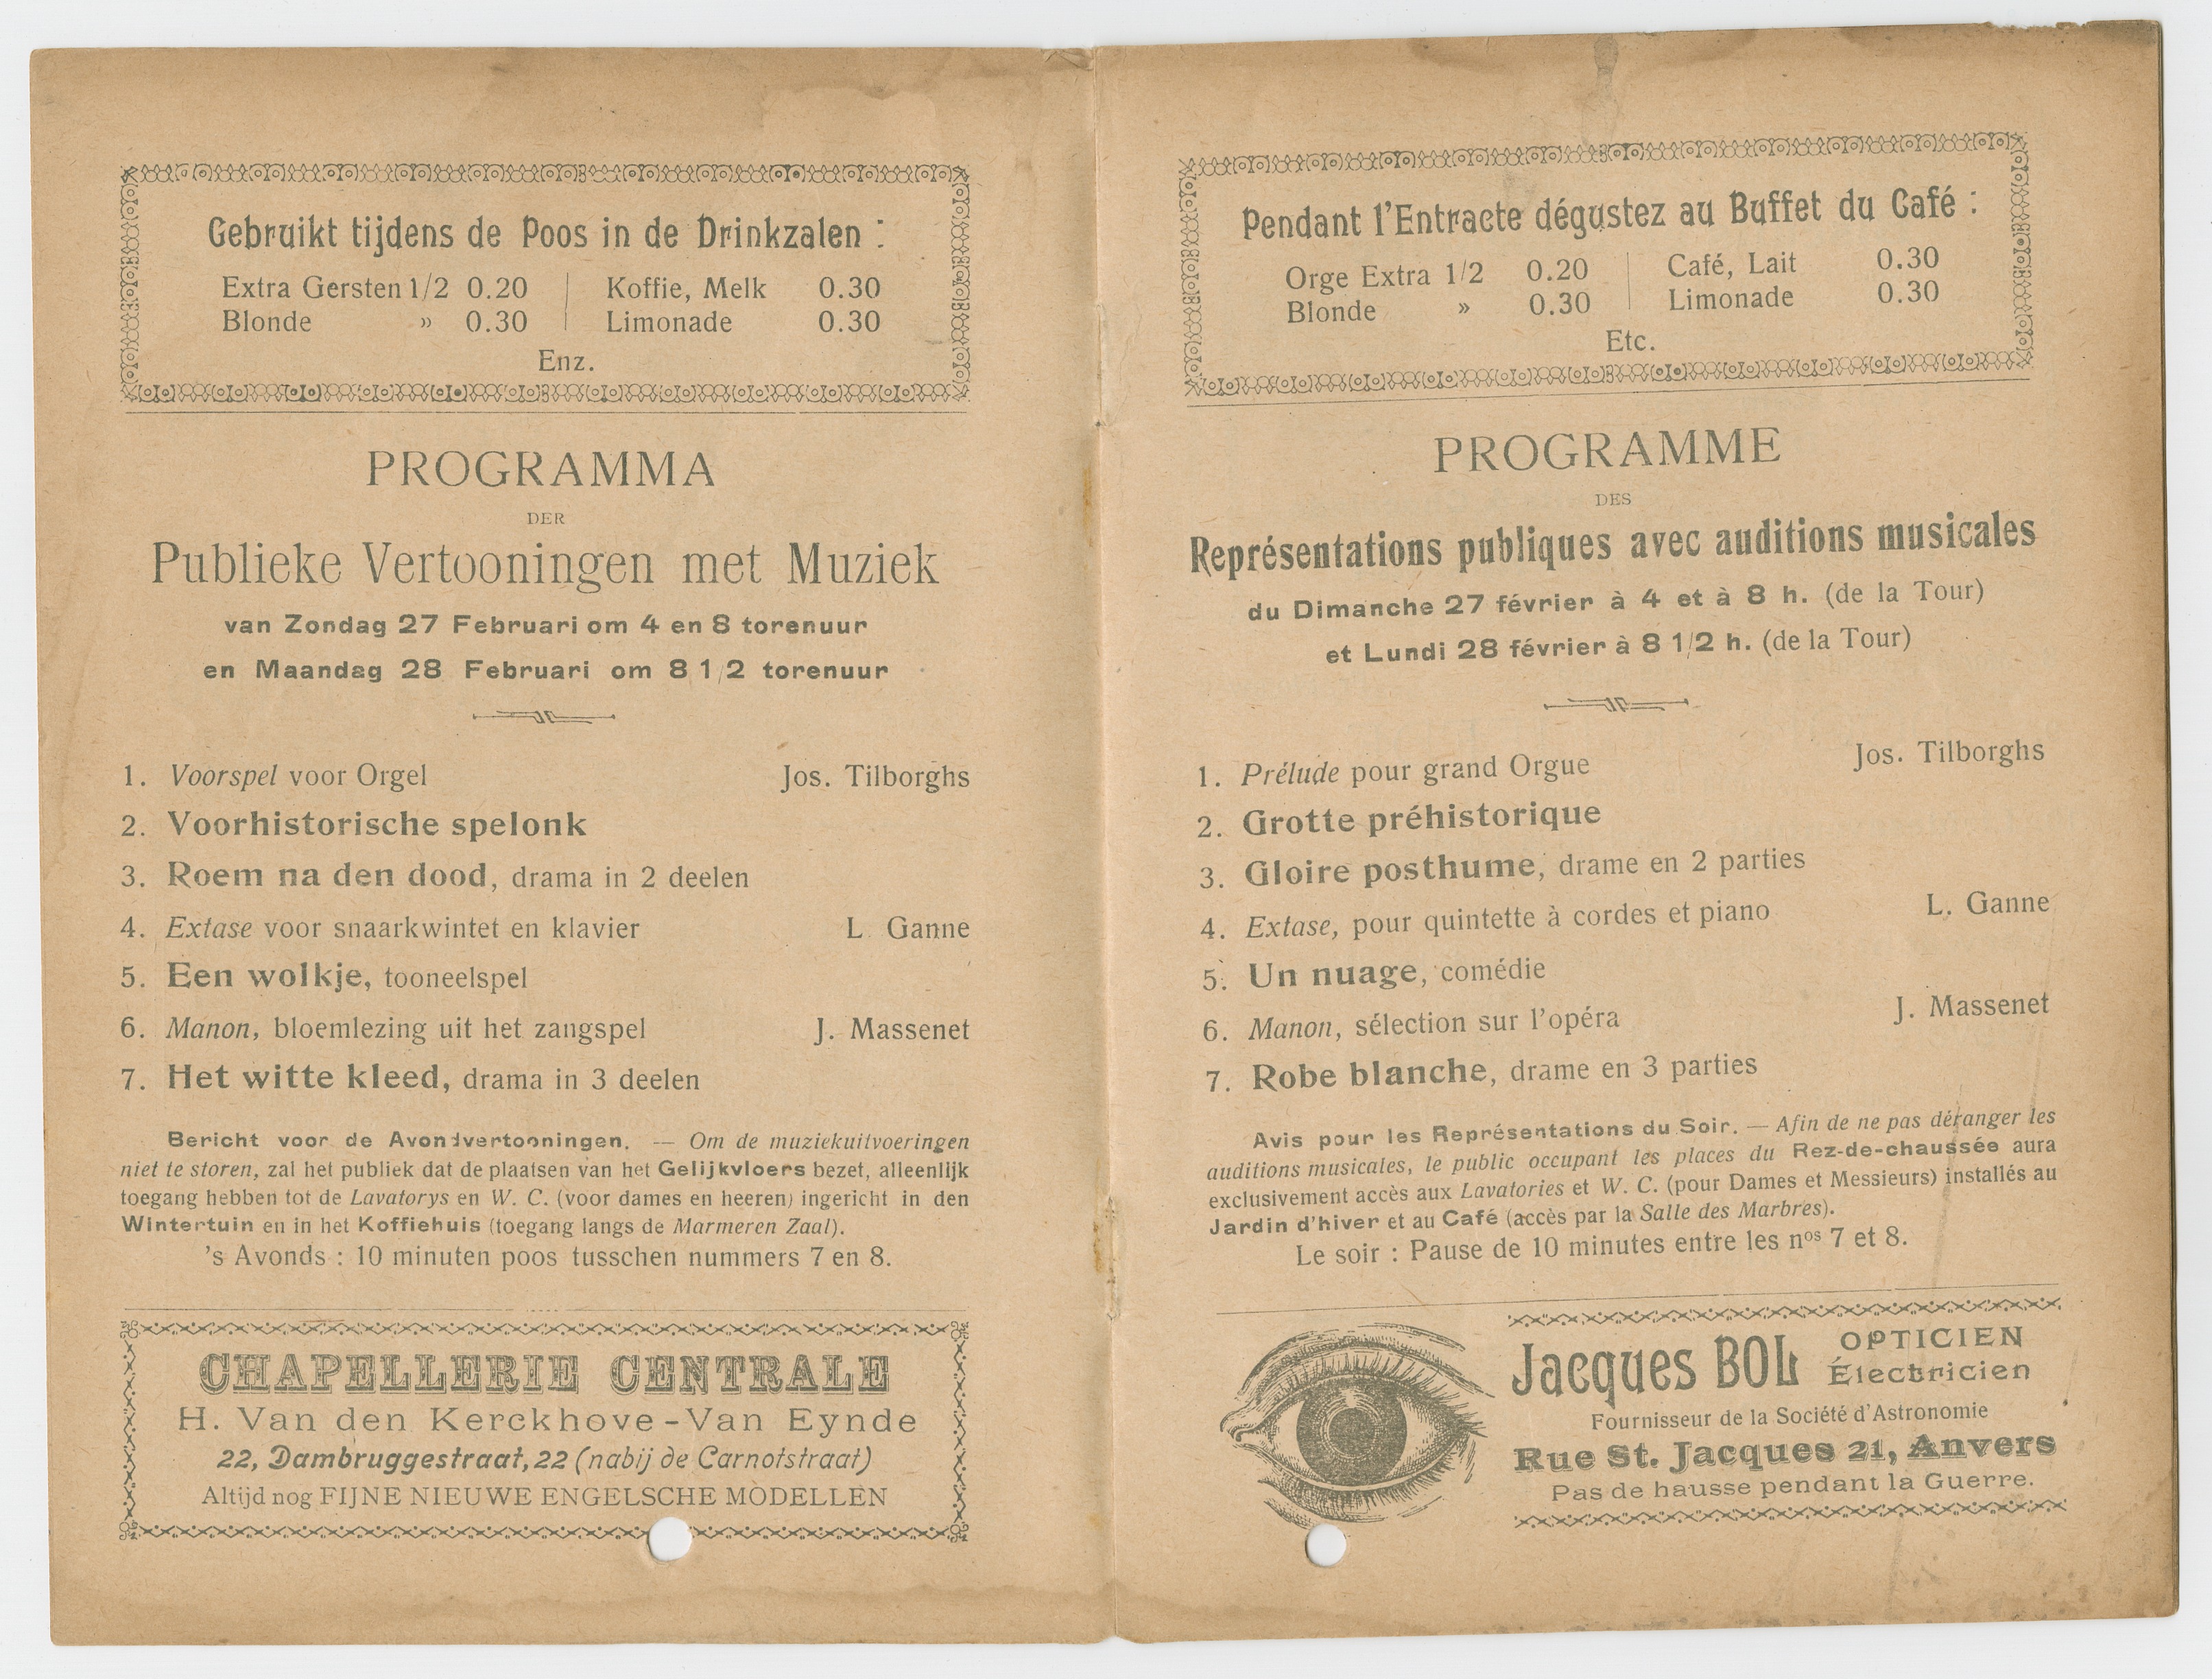 Gebruikt tijdens de Poos in de Drinkzalen :
Extra Gersten 1/2 0.20 Koffie, Melk 0.30
Blonde » 0.30 Limonade 0.30
Enz.
PROGRAMMA
DER
Publieke Vertooningen met Muziek
van Zondag 27 Februari om 4 en 8 torenuur
en Maandag 28 Februari om 8 1/2 torenuur
1. Voorspel voor Orgel Jos. Tilborghs
2. Voorhistorische spelonk
3. Roem na den dood, drama in 2 deelen
4. Extase voor snaarkwintet en klavier L Ganne
5. Een wolkje, tooneelspel
6. Manon, bloemlezing uit het zangspel J. Massenet
7. Het witte kleed, drama in 3 deelen
Bericht voor de Avondvertooningen. — Om de muziekuitvoeringen
niet te storen, zal het publiek dat de plaatsen van het Gelijkvloers bezet, alleenlijk
toegang hebben tot de Lavatorys en W. C. (voor dames en heeren) ingericht in den
Wintertuin en in het Koffiehuis (toegang langs de Marmeren Zaal).
's Avonds : 10 minuten poos tusschen nummers 7 en 8.
CHAPELLERIE CENTRALE
H. Van den Kerckhove-Van Eynde
22, Dambruggestraat, 22 (nabij de Carnotstraat)
Altijd nog FIJNE NIEUWE ENGELSCHE MODELLEN
Pendant l'Entracte dégustez au Buffet du Café :
Orge Extra 1/2 0.20 Café, Lait 0.30
Blonde » 0.30 Limonade 0.30
Etc.
PROGRAMME
DES
Représentations publiques avec auditions musicales
du Dimanche 27 février à 4 et à 8 h. (de la Tour)
et Lundi 28 février à 8 1/2 h. (de la Tour)
1. Prélude pour grand Orgue Jos. Tilborghs
2. Grotte préhistorique
3. Gloire posthume, drame en 2 parties
4. Extase, pour quintette à cordes et piano L. Ganne
5. Un nuage, comédie
6. Manon, sélection sur l'opéra J. Massenet
7. Robe blanche, drame en 3 parties
Avis pour les Représentations du Soir. — Afin de ne pas déranger les
auditions musicales, le public occupant les places du Rez-de-chaussée aura
exclusivement accès aux Lavatories et W. C. (pour Dames et Messieurs) installés au
Jardin d'hiver et au Café (accès par la Salle des Marbres).
Le soir : Pause de 10 minutes entre les nos 7 et 8.
Jacques BOL OPTICIEN
Électricien
Fournisseur de la Société d'Astronomie
Rue St. Jacques 21, Anvers
Pas de hausse pendant la Guerre.